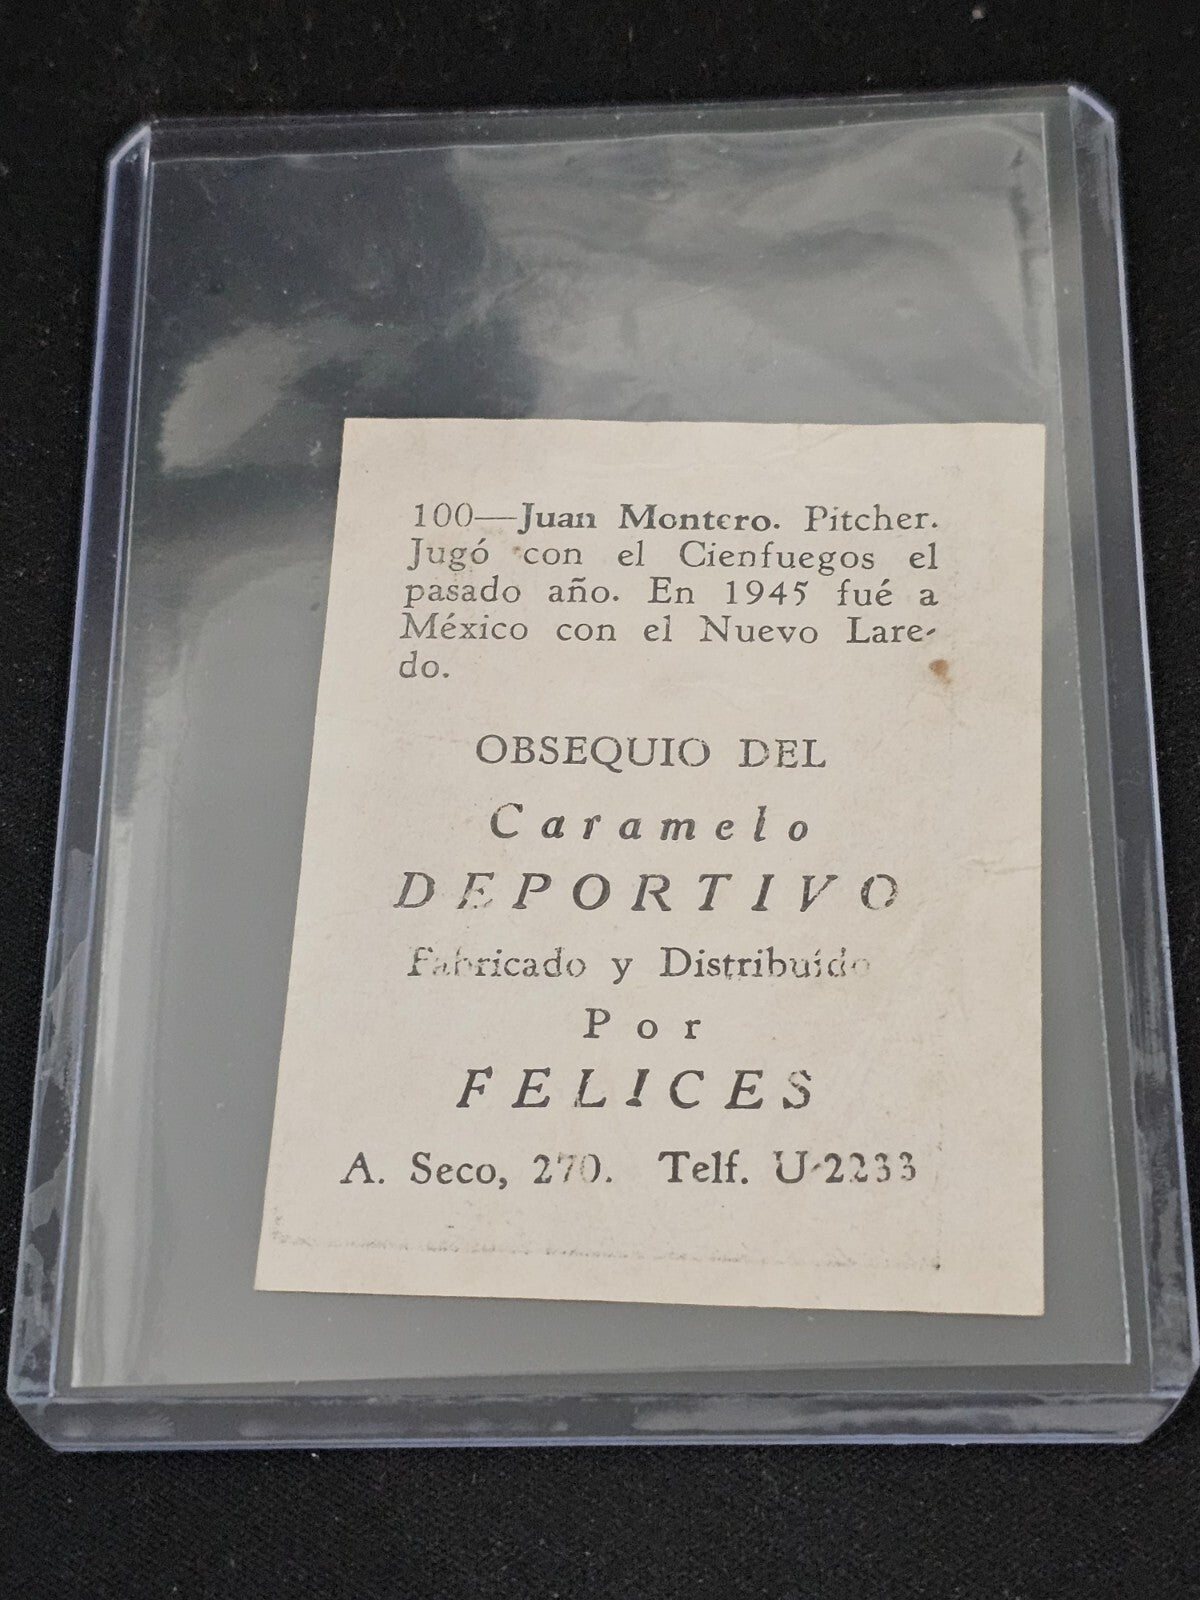 100—Juan Montero. Pitcher.
Jugó con el Cienfuegos el
pasado año. En 1945 fué a
México con el Nuevo Lare-
do.
OBSEQUIO DEL
Caramelo
DEPORTIVO
Fabricado y Distribuído
Por
FELICES
A. Seco, 270. Telf. U-2233